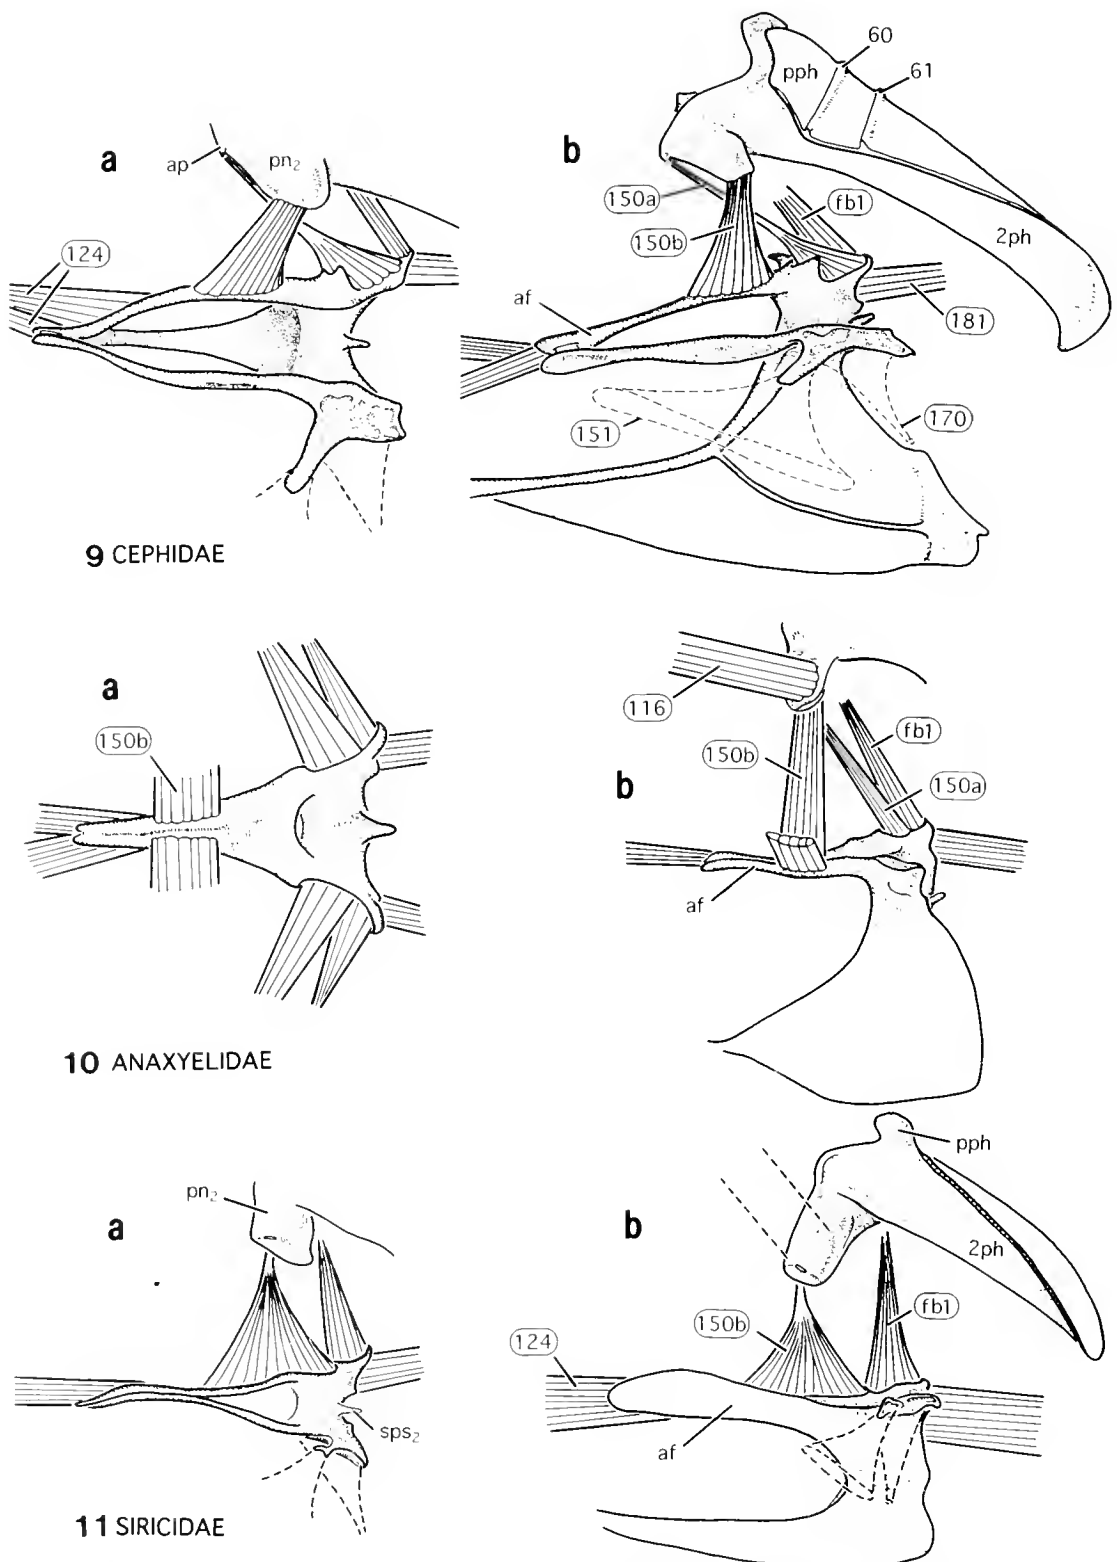 a
ap
pn2
124
9 CEPHIDAE
b
60
pph
61
150a
fb1
150b
2ph
af
181
151
170
a
150b
10 ANAXYELIDAE
b
116
fb1
150b
150a
af
a
pn2
sps2
11 SIRICIDAE
b
pph
2ph
fb1
150b
124
af